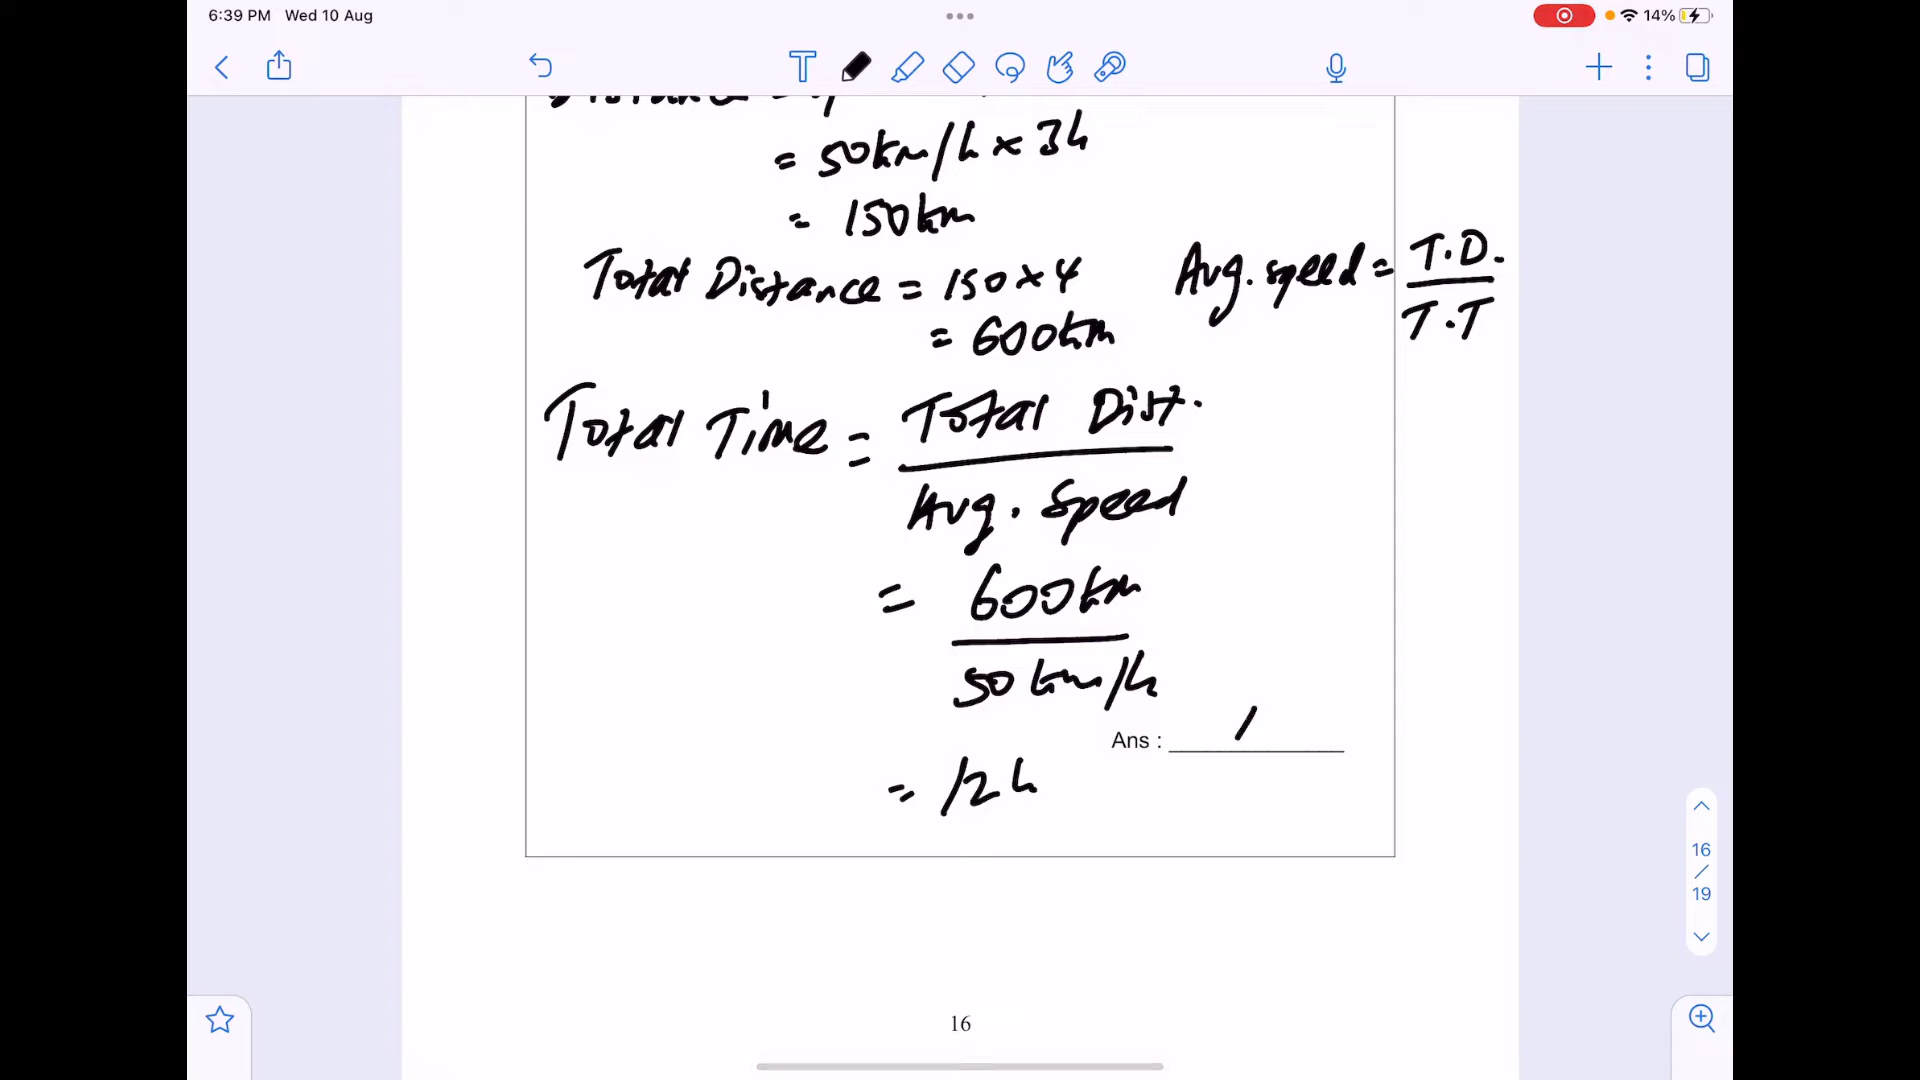 6:39 PM Wed 10 Aug
14%
= 50km/h × 3h
= 150km
Total Distance = 150 × 4
= 600km
Avg. speed = T.D.
T.T
Total Time = Total Dist.
Avg. Speed
= 600km
50 km/h
Ans : /
= 12h
16
/
19
16